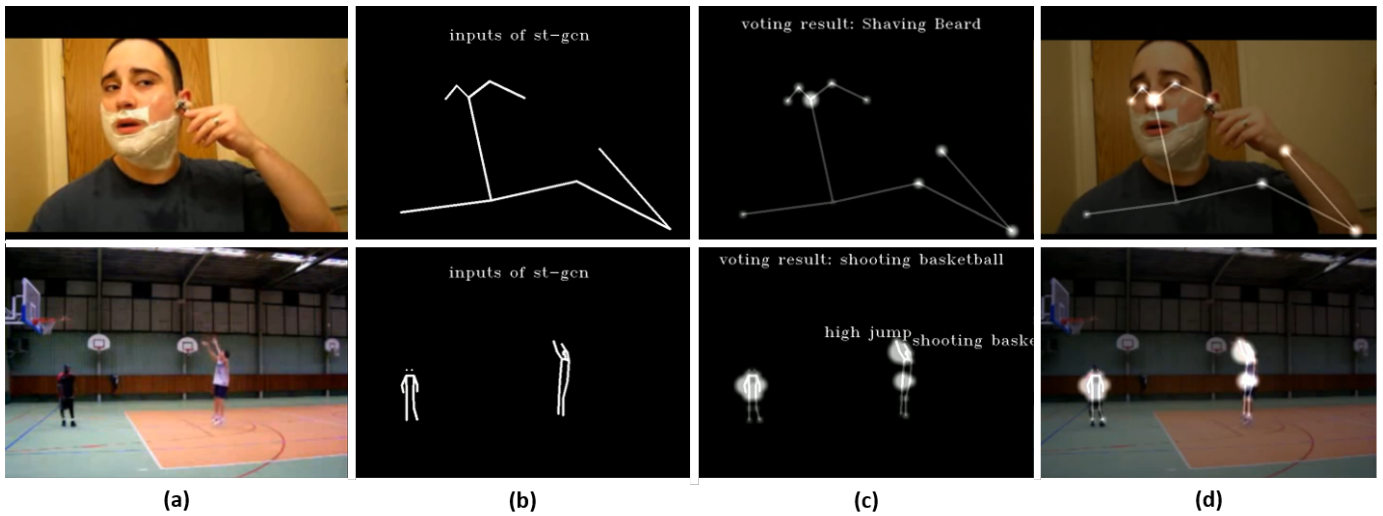 inputs of st-gcn
voting result: Shaving Beard
inputs of st-gcn
voting result: shooting basketball
high jump
shooting baske
(a)
(b)
(c)
(d)